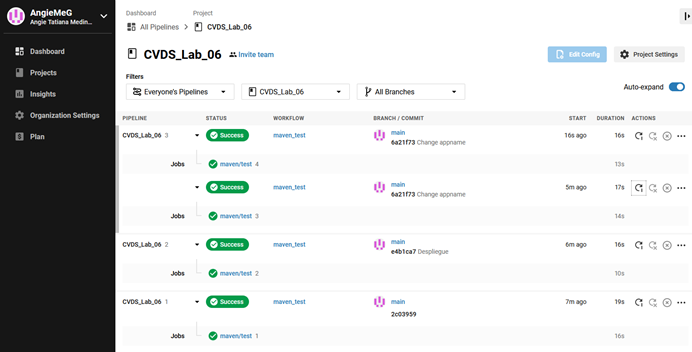 AngieMeG
Angie Tatiana Medin...
Dashboard
Projects
Insights
Organization Settings
Plan
Dashboard Project
All Pipelines CVDS_Lab_06
CVDS_Lab_06 Invite team Edit Config Project Settings
Filters
Everyone's Pipelines CVDS_Lab_06 All Branches Auto-expand
PIPELINE STATUS WORKFLOW BRANCH / COMMIT START DURATION ACTIONS
CVDS_Lab_06 3 Success maven_test main 16s ago 16s
6a21f73 Change appname
Jobs maven/test 4 13s
Success maven_test main 5m ago 17s
6a21f73 Change appname
Jobs maven/test 3 14s
CVDS_Lab_06 2 Success maven_test main 6m ago 16s
e4b1ca7 Despliegue
Jobs maven/test 2 10s
CVDS_Lab_06 1 Success maven_test main 7m ago 19s
2c03959
Jobs maven/test 1 16s